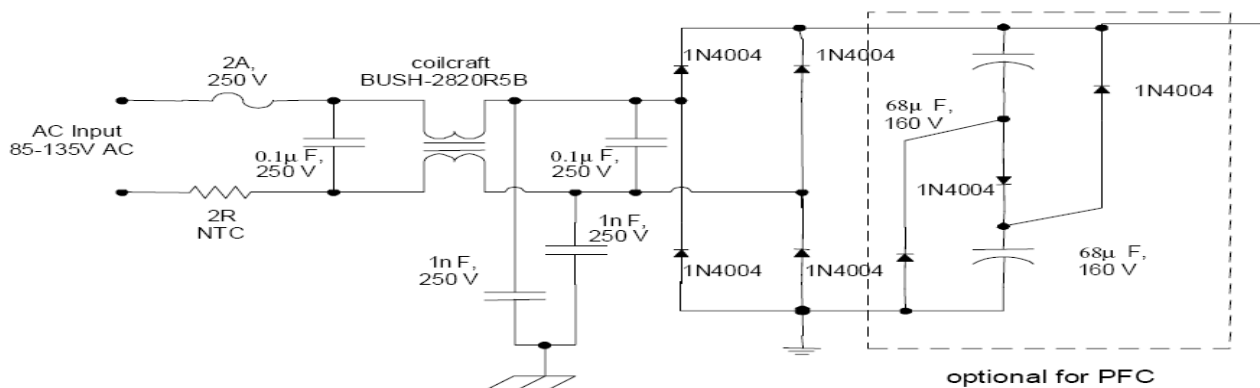 2A,
250 V
coilcraft
BUSH-2820R5B
1N4004
1N4004
AC Input
85-135V AC
0.1μ F,
250 V
0.1μ F,
250 V
68μ F,
160 V
1N4004
1N4004
2R
NTC
1n F,
250 V
1n F,
250 V
1N4004
1N4004
68μ F,
160 V
optional for PFC